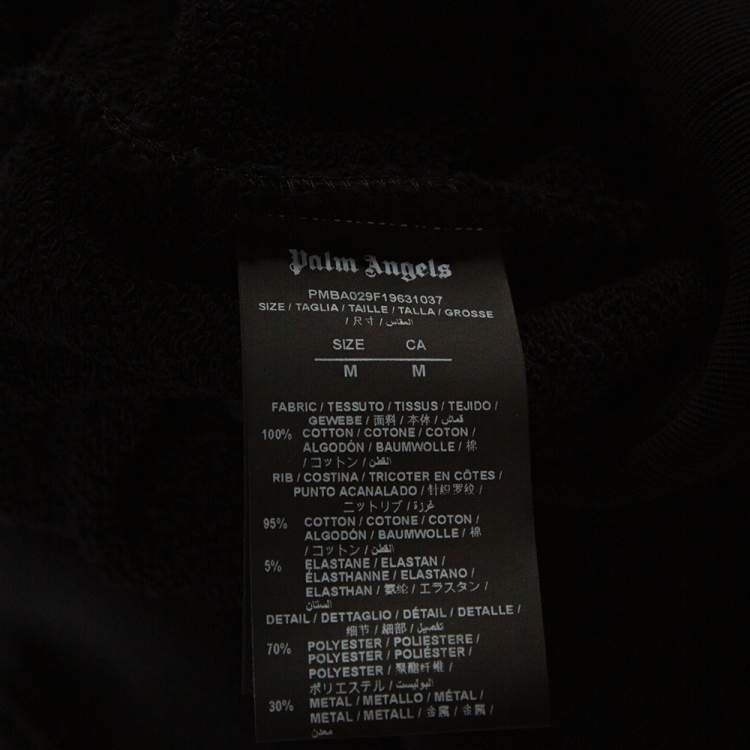 Palm Angels
PMBA029F19631037
SIZE / TAGLIA / TAILLE / TALLA / GRÖSSE
/ 尺寸 / المقاس
SIZE CA
M M
FABRIC / TESSUTO / TISSUS / TEJIDO /
GEWEBE / 面料 / 本体 / قماش
100% COTTON / COTONE / COTON /
ALGODÓN / BAUMWOLLE / 棉
/ コットン / القطن
RIB / COSTINA / TRICOTER EN CÔTES /
PUNTO ACANALADO / 针织罗纹 /
ニットリブ / غرزة
95% COTTON / COTONE / COTON /
ALGODÓN / BAUMWOLLE / 棉
/ コットン / القطن
5% ELASTANE / ELASTAN /
ÉLASTHANNE / ELASTANO /
ELASTHAN / 氨纶 / エラスタン /
الستان
DETAIL / DETTAGLIO / DÉTAIL / DETALLE /
细节 / 細部 / تفصيل
70% POLYESTER / POLIESTERE /
POLYESTER / POLIÉSTER /
POLYESTER / 聚酯纤维 /
ポリエステル / البوليستر
30% METAL / METALLO / MÉTAL /
METAL / METALL / 金属 / 金属 /
معدن